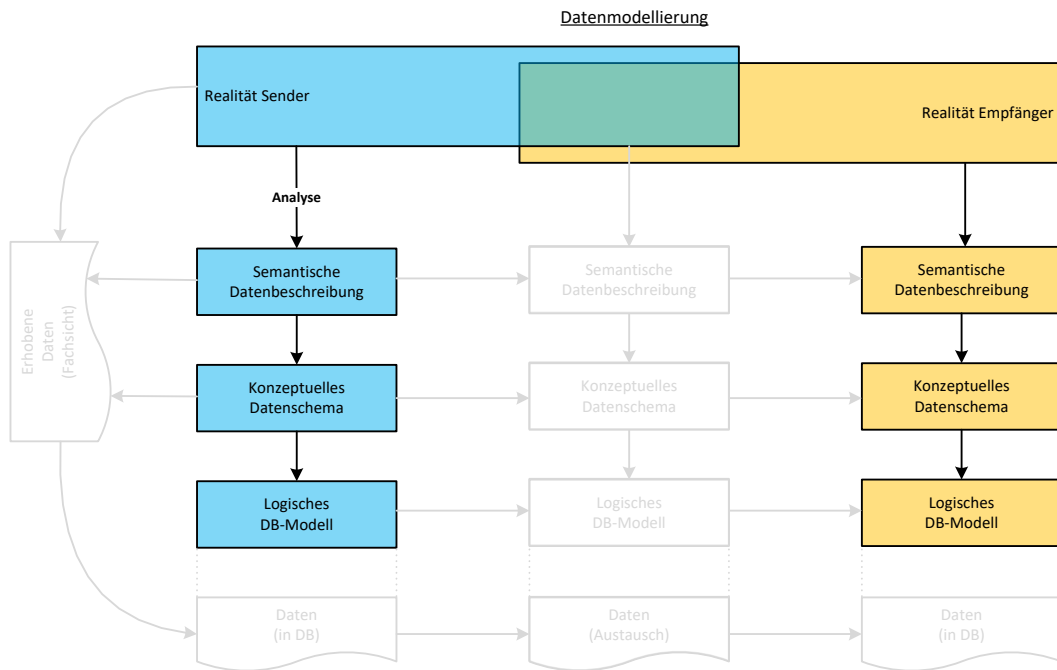 Datenmodellierung
Realität Sender
Realität Empfänger
Analyse
Semantische
Datenbeschreibung
Semantische
Datenbeschreibung
Semantische
Datenbeschreibung
Erhobene
Daten
(Fachsicht)
Konzeptuelles
Datenschema
Konzeptuelles
Datenschema
Konzeptuelles
Datenschema
Logisches
DB-Modell
Logisches
DB-Modell
Logisches
DB-Modell
Daten
(in DB)
Daten
(Austausch)
Daten
(in DB)